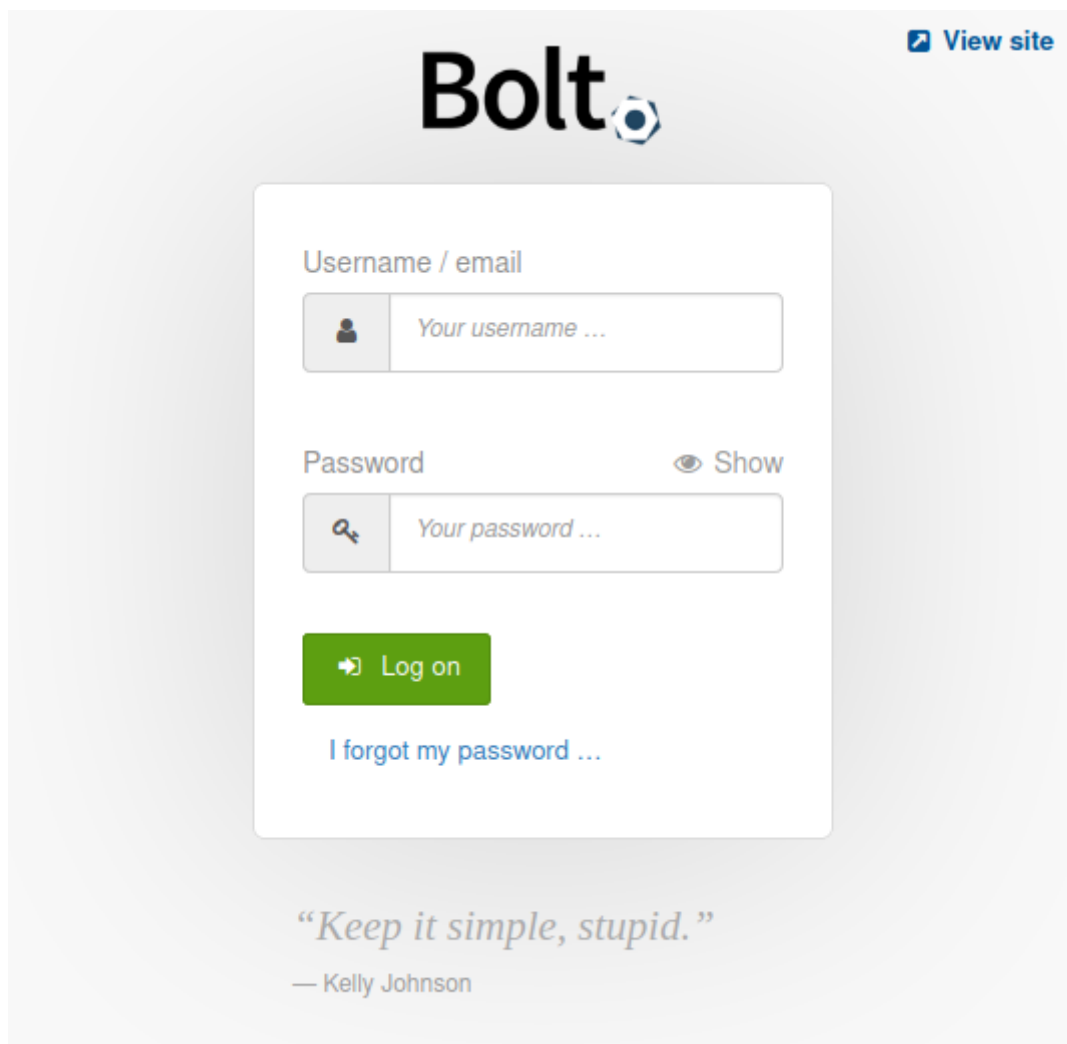 View site
Bolt
Username / email
Your username …
Password Show
Your password …
Log on
I forgot my password …
“Keep it simple, stupid.”
— Kelly Johnson